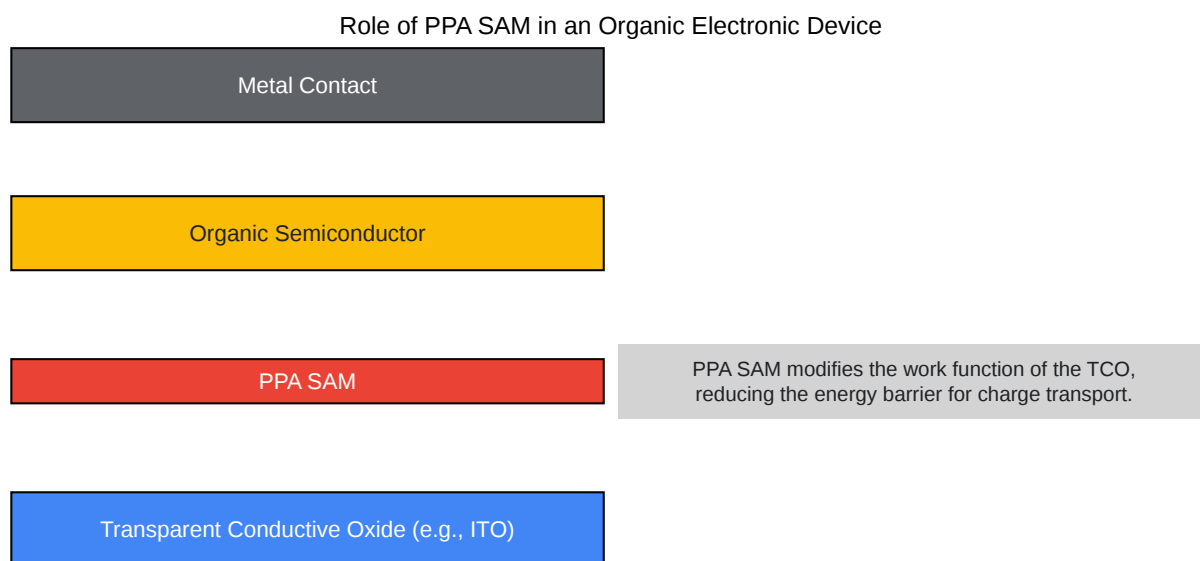 Role of PPA SAM in an Organic Electronic Device
Metal Contact
Organic Semiconductor
PPA SAM
PPA SAM modifies the work function of the TCO,
reducing the energy barrier for charge transport.
Transparent Conductive Oxide (e.g., ITO)